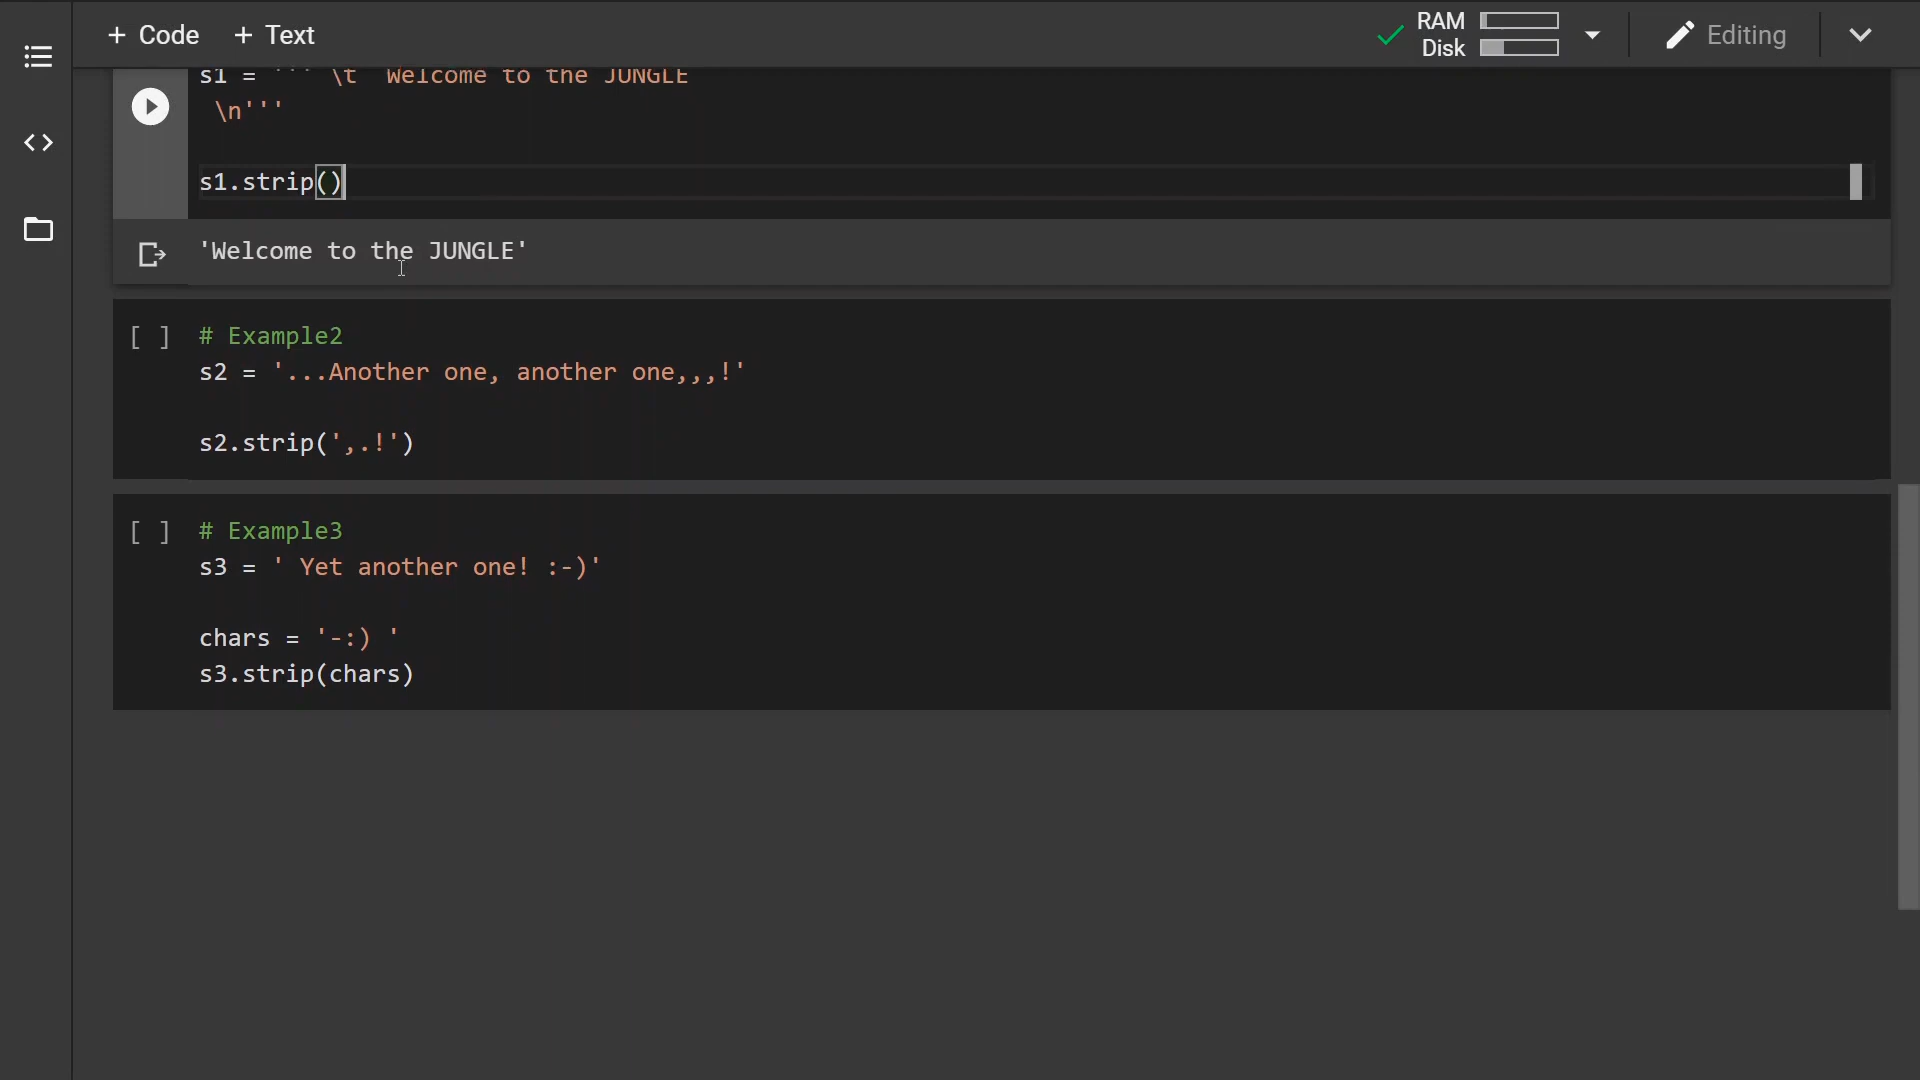 + Code + Text RAM Editing
Disk
s1 = ''' \t  Welcome to the JUNGLE
 \n'''
s1.strip()
'Welcome to the JUNGLE'
[ ] # Example2
s2 = '...Another one, another one,,,!'
s2.strip(',.!')
[ ] # Example3
s3 = ' Yet another one! :-)'
chars = '-:) '
s3.strip(chars)